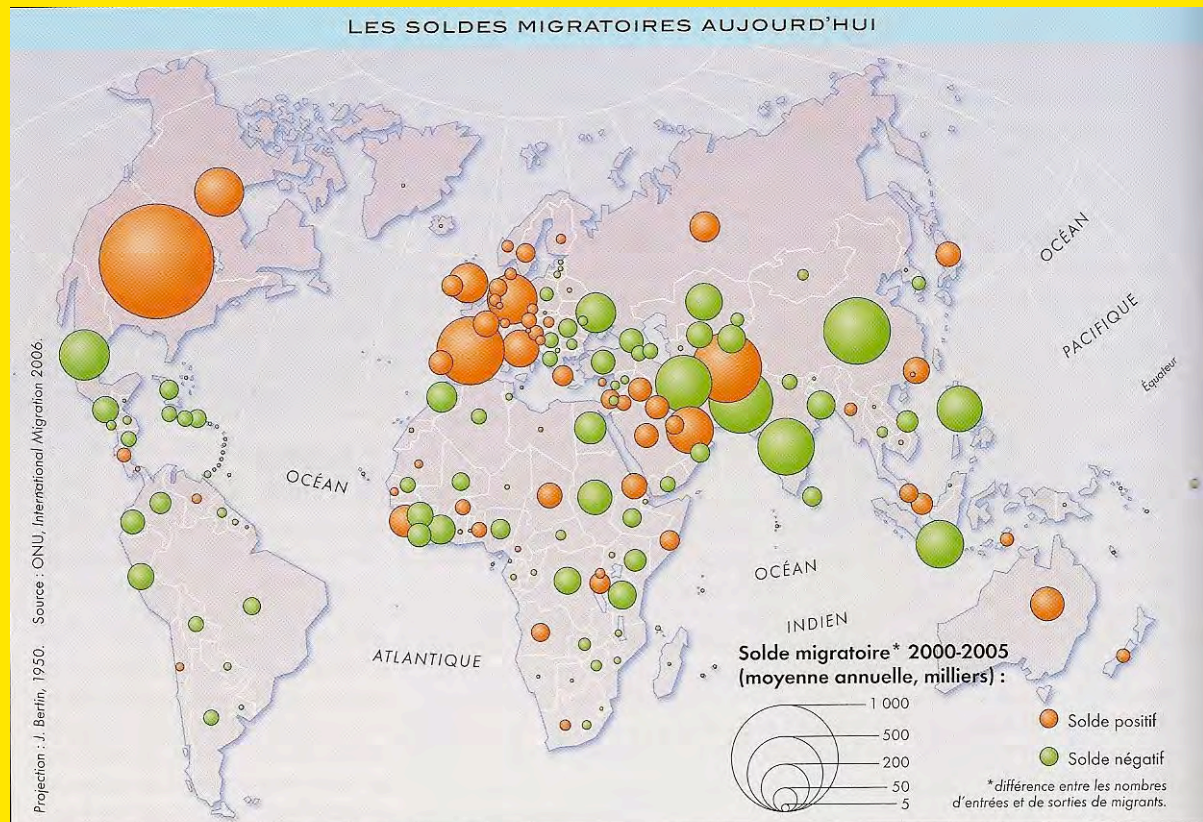 LES SOLDES MIGRATOIRES AUJOURD'HUI
OCÉAN
PACIFIQUE
Équateur
OCÉAN
ATLANTIQUE
OCÉAN
INDIEN
Projection : J. Bertin, 1950. Source : ONU, International Migration 2006.
Solde migratoire* 2000-2005
(moyenne annuelle, milliers) :
1 000
500
200
50
5
Solde positif
Solde négatif
*différence entre les nombres
d'entrées et de sorties de migrants.